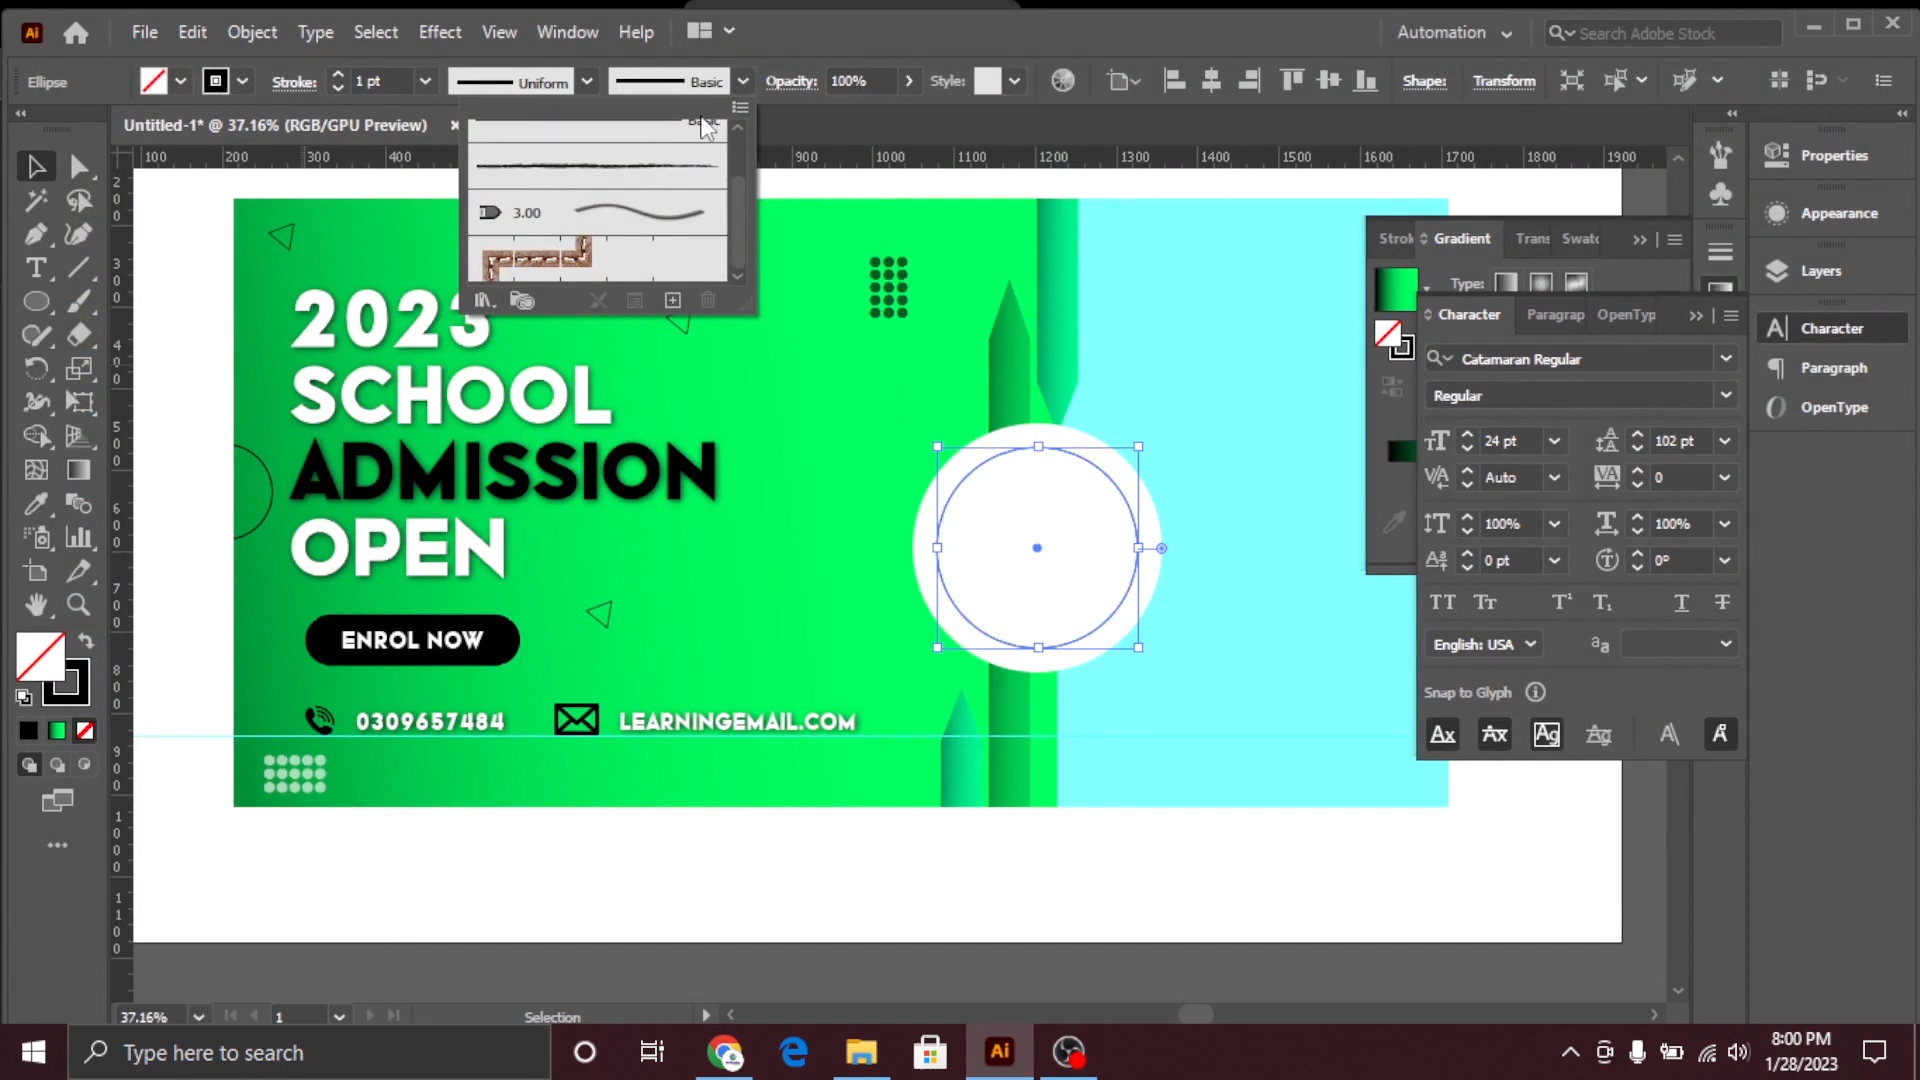 Ai File Edit Object Type Select Effect View Window Help Automation Search Adobe Stock
Ellipse Stroke: 1 pt Uniform Basic Opacity: 100% Style: Shape: Transform
Untitled-1* @ 37.16% (RGB/GPU Preview) ×
100 200 300 400 900 1000 1100 1200 1300 1400 1500 1600 1700 1800 1900
Basic
3.00
2023
SCHOOL
ADMISSION
OPEN
ENROL NOW
0309657484 LEARNINGEMAIL.COM
Strok Gradient Trans Swatc
Type:
Character Paragrap OpenTyp
Catamaran Regular
Regular
24 pt 102 pt
Auto 0
100% 100%
0 pt 0°
English: USA
Snap to Glyph
Properties
Appearance
Layers
Character
Paragraph
OpenType
37.16% 1 Selection
Type here to search
Ai
8:00 PM
1/28/2023